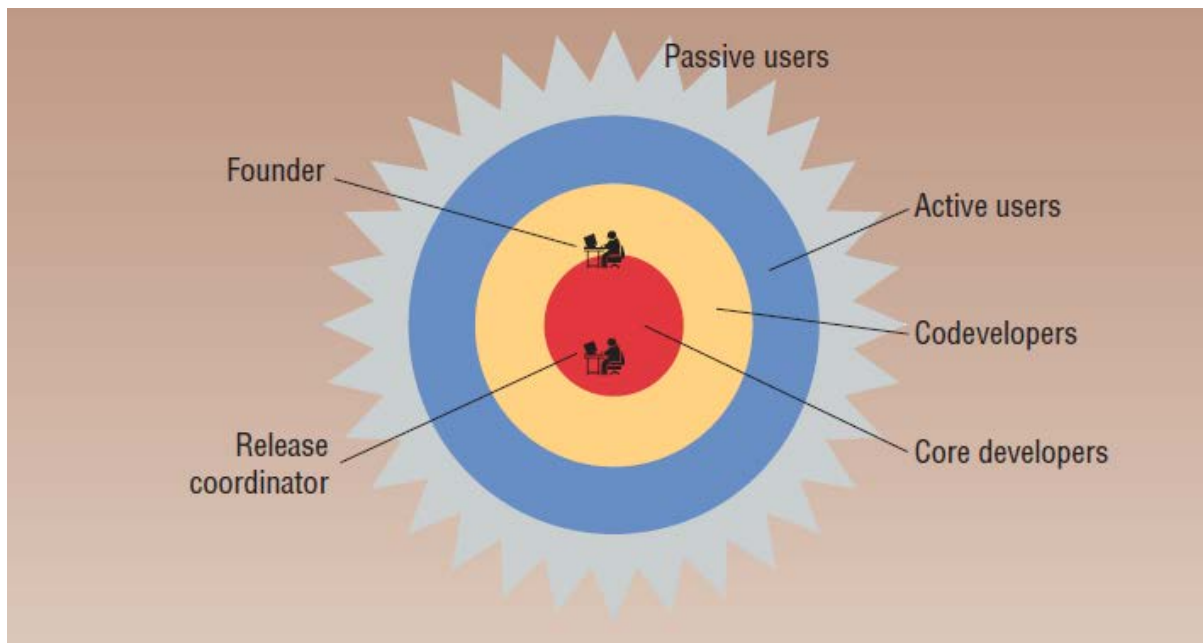 Passive users
Founder
Active users
Codevelopers
Release
coordinator
Core developers